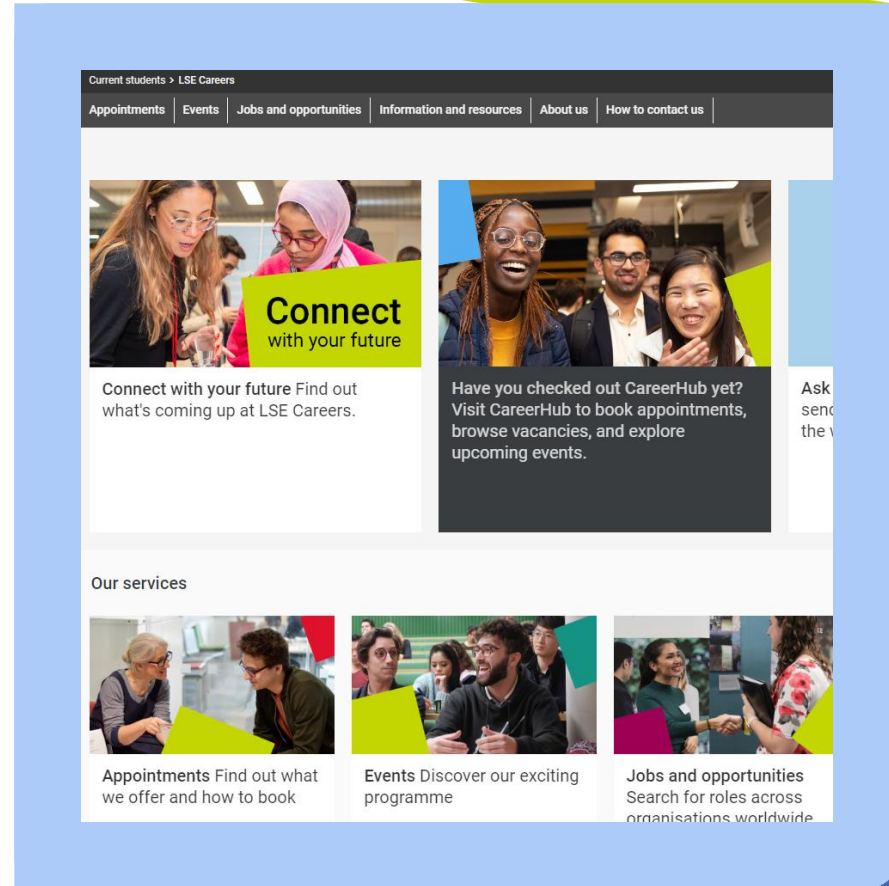 Current students > LSE Careers
Appointments
Events
Jobs and opportunities
Information and resources
About us
How to contact us
Connect
with your future
Connect with your future Find out
what's coming up at LSE Careers.
Have you checked out CareerHub yet?
Visit CareerHub to book appointments,
browse vacancies, and explore
upcoming events.
Ask
the
Our services
Appointments Find out what
we offer and how to book
Events Discover our exciting
programme
Jobs and opportunities
Search for roles across
organisations worldwide